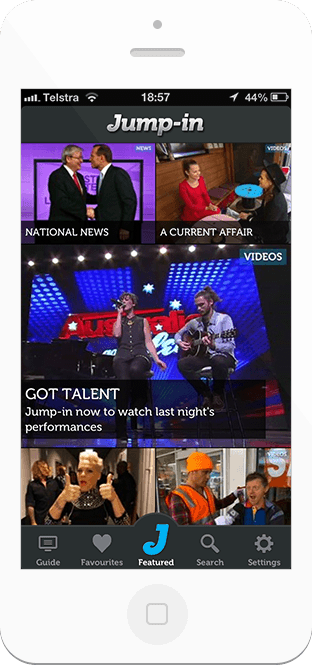 Telstra 18:57 44%
Jump-in
NEWS
VIDEOS
NATIONAL NEWS
A CURRENT AFFAIR
VIDEOS
GOT TALENT
Jump-in now to watch last night's
performances
VIDEOS
Guide Favourites Featured Search Settings